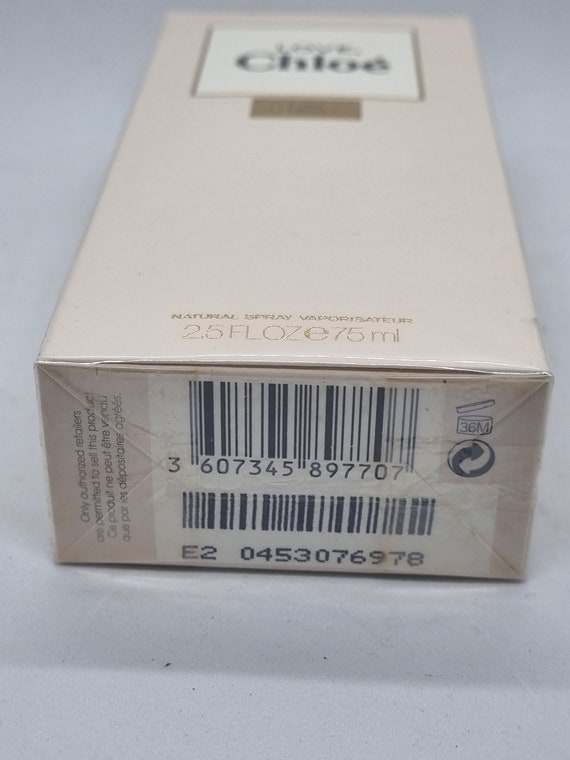 LOVE,
Chloé
NATURAL SPRAY VAPORISATEUR
2.5 FL OZ ℮ 75 ml
Only authorized retailers
are permitted to sell this product.
Ce produit ne peut être vendu
que par les dépositaires agréés.
3 607345 897707
E2 0453076978
36M